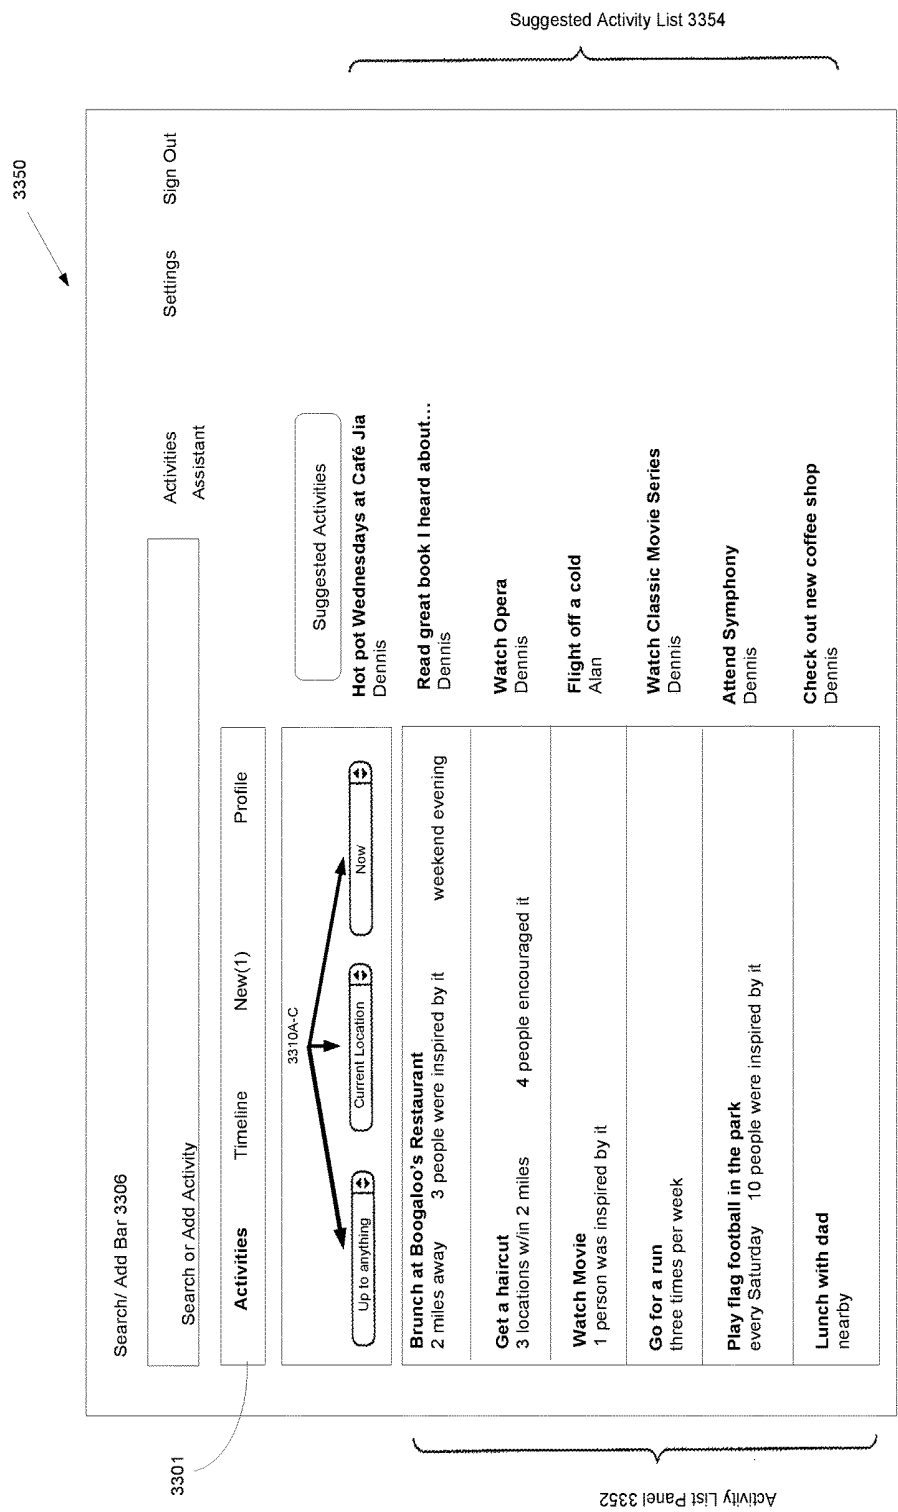 Suggested Activity List 3354
3350
Search/ Add Bar 3306
Search or Add Activity
Activities
Assistant
Settings
Sign Out
3301
Activities
Timeline
New(1)
Profile
3310A-C
Up to anything
Current Location
Now
Activity List Panel 3352
Brunch at Boogaloo's Restaurant
2 miles away 3 people were inspired by it weekend evening
Get a haircut
3 locations w/in 2 miles 4 people encouraged it
Watch Movie
1 person was inspired by it
Go for a run
three times per week
Play flag football in the park
every Saturday 10 people were inspired by it
Lunch with dad
nearby
Suggested Activities
Hot pot Wednesdays at Café Jia
Dennis
Read great book I heard about...
Dennis
Watch Opera
Dennis
Flight off a cold
Alan
Watch Classic Movie Series
Dennis
Attend Symphony
Dennis
Check out new coffee shop
Dennis